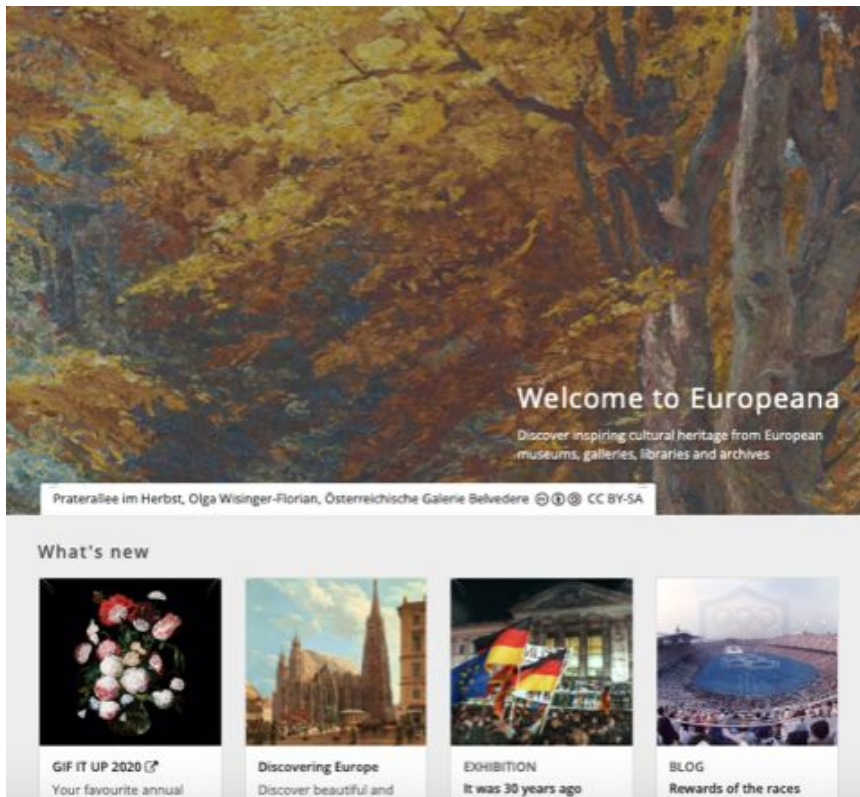 Welcome to Europeana
Discover inspiring cultural heritage from European
museums, galleries, libraries and archives
Praterallee im Herbst, Olga Wisinger-Florian, Österreichische Galerie Belvedere CC BY-SA
What's new
GIF IT UP 2020
Your favourite annual
Discovering Europe
Discover beautiful and
EXHIBITION
It was 30 years ago
BLOG
Rewards of the races